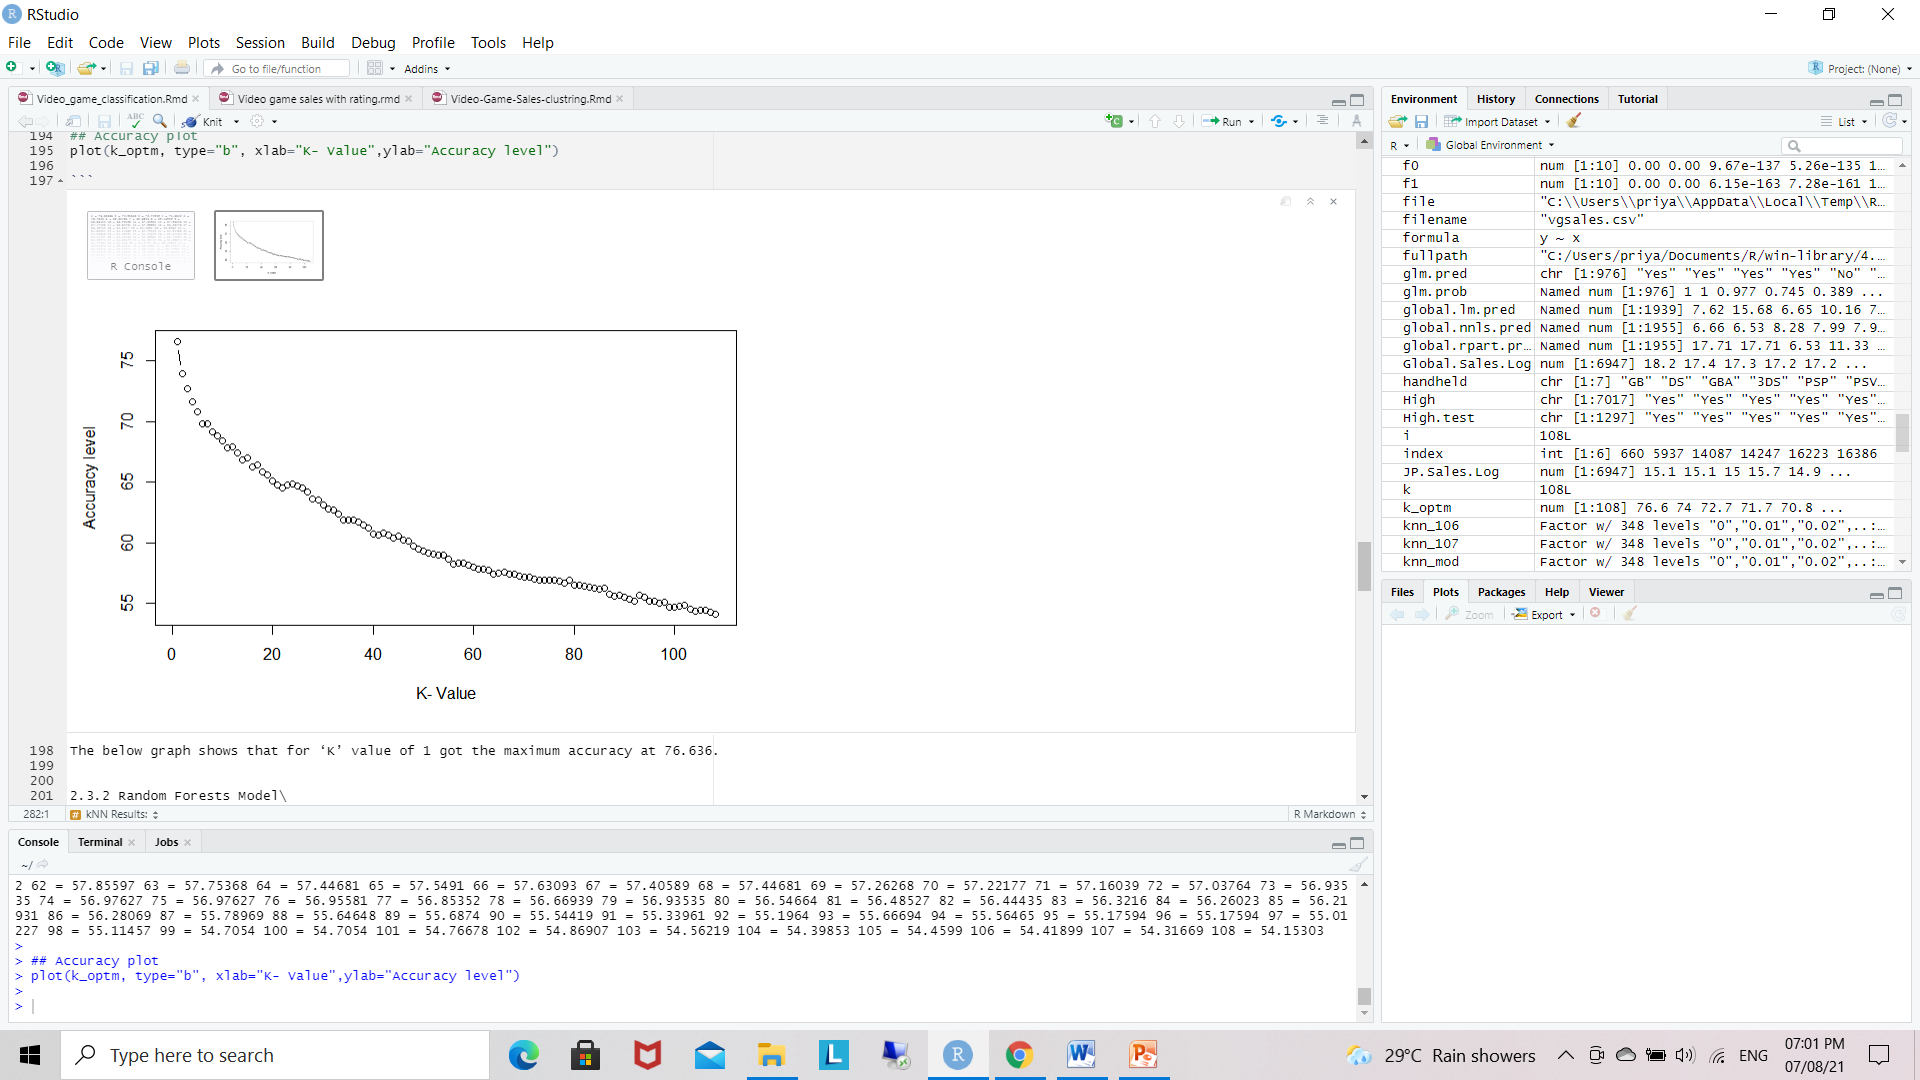 RStudio
File Edit Code View Plots Session Build Debug Profile Tools Help
Go to file/function Addins Project: (None)
Video_game_classification.Rmd Video game sales with rating.rmd Video-Game-Sales-clustring.Rmd
ABC Knit Run
194 ## Accuracy plot
195 plot(k_optm, type="b", xlab="K- Value",ylab="Accuracy level")
196
197 ```
R Console
Accuracy level
75
70
65
60
55
0 20 40 60 80 100
K- Value
198 The below graph shows that for ‘K’ value of 1 got the maximum accuracy at 76.636.
199
200
201 2.3.2 Random Forests Model\
282:1 # kNN Results: R Markdown
Console Terminal Jobs
~/
2 62 = 57.85597 63 = 57.75368 64 = 57.44681 65 = 57.5491 66 = 57.63093 67 = 57.40589 68 = 57.44681 69 = 57.26268 70 = 57.22177 71 = 57.16039 72 = 57.03764 73 = 56.935
35 74 = 56.97627 75 = 56.97627 76 = 56.95581 77 = 56.85352 78 = 56.66939 79 = 56.93535 80 = 56.54664 81 = 56.48527 82 = 56.44435 83 = 56.3216 84 = 56.26023 85 = 56.21
931 86 = 56.28069 87 = 55.78969 88 = 55.64648 89 = 55.6874 90 = 55.54419 91 = 55.33961 92 = 55.1964 93 = 55.66694 94 = 55.56465 95 = 55.17594 96 = 55.17594 97 = 55.01
227 98 = 55.11457 99 = 54.7054 100 = 54.7054 101 = 54.76678 102 = 54.86907 103 = 54.56219 104 = 54.39853 105 = 54.4599 106 = 54.41899 107 = 54.31669 108 = 54.15303
>
> ## Accuracy plot
> plot(k_optm, type="b", xlab="K- Value",ylab="Accuracy level")
>
>
Environment History Connections Tutorial
Import Dataset List
R Global Environment
f0 num [1:10] 0.00 0.00 9.67e-137 5.26e-135 1…
f1 num [1:10] 0.00 0.00 6.15e-163 7.28e-161 1…
file "C:\\Users\\priya\\AppData\\Local\\Temp\\R…
filename "vgsales.csv"
formula y ~ x
fullpath "C:/Users/priya/Documents/R/win-library/4.…
glm.pred chr [1:976] "Yes" "Yes" "Yes" "Yes" "No" "…
glm.prob Named num [1:976] 1 1 0.977 0.745 0.389 ...
global.lm.pred Named num [1:1939] 7.62 15.68 6.65 10.16 7…
global.nnls.pred Named num [1:1955] 6.66 6.53 8.28 7.99 7.9…
global.rpart.pr… Named num [1:1955] 17.71 17.71 6.53 11.33 …
Global.Sales.Log num [1:6947] 18.2 17.4 17.3 17.2 17.2 ...
handheld chr [1:7] "GB" "DS" "GBA" "3DS" "PSP" "PSV…
High chr [1:7017] "Yes" "Yes" "Yes" "Yes" "Yes"…
High.test chr [1:1297] "Yes" "Yes" "Yes" "Yes" "Yes"…
i 108L
index int [1:6] 660 5937 14087 14247 16223 16386
JP.Sales.Log num [1:6947] 15.1 15.1 15 15.7 14.9 ...
k 108L
k_optm num [1:108] 76.6 74 72.7 71.7 70.8 ...
knn_106 Factor w/ 348 levels "0","0.01","0.02",..:…
knn_107 Factor w/ 348 levels "0","0.01","0.02",..:…
knn_mod Factor w/ 348 levels "0","0.01","0.02",..:…
Files Plots Packages Help Viewer
Zoom Export
Type here to search
29°C Rain showers ENG 07:01 PM
07/08/21